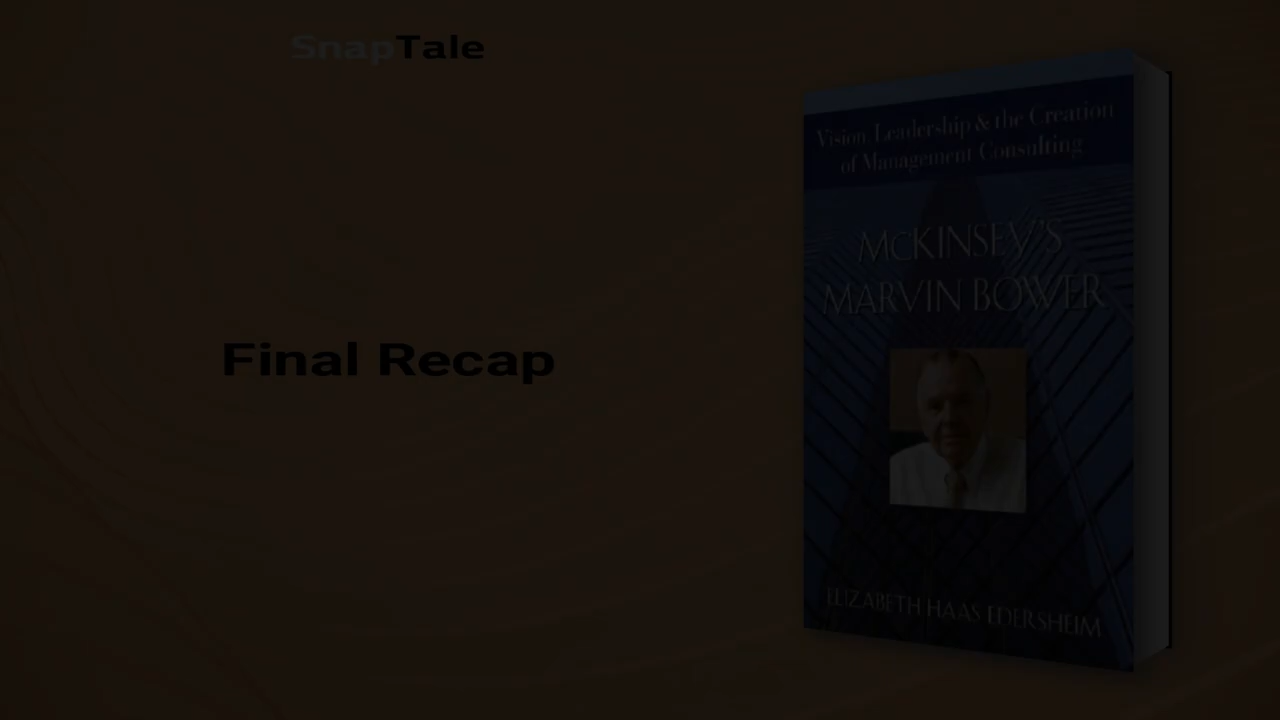 SnapTale
Final Recap
Vision, Leadership & the Creation
of Management Consulting
McKINSEY'S
MARVIN BOWER
ELIZABETH HAAS EDERSHEIM